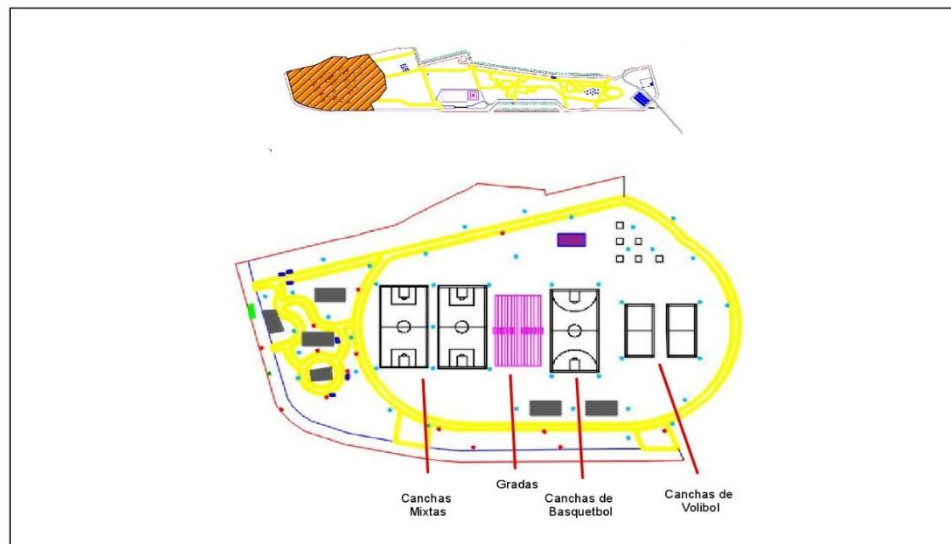 Canchas
Mixtas
Gradas
Canchas de
Basquetbol
Canchas de
Volibol